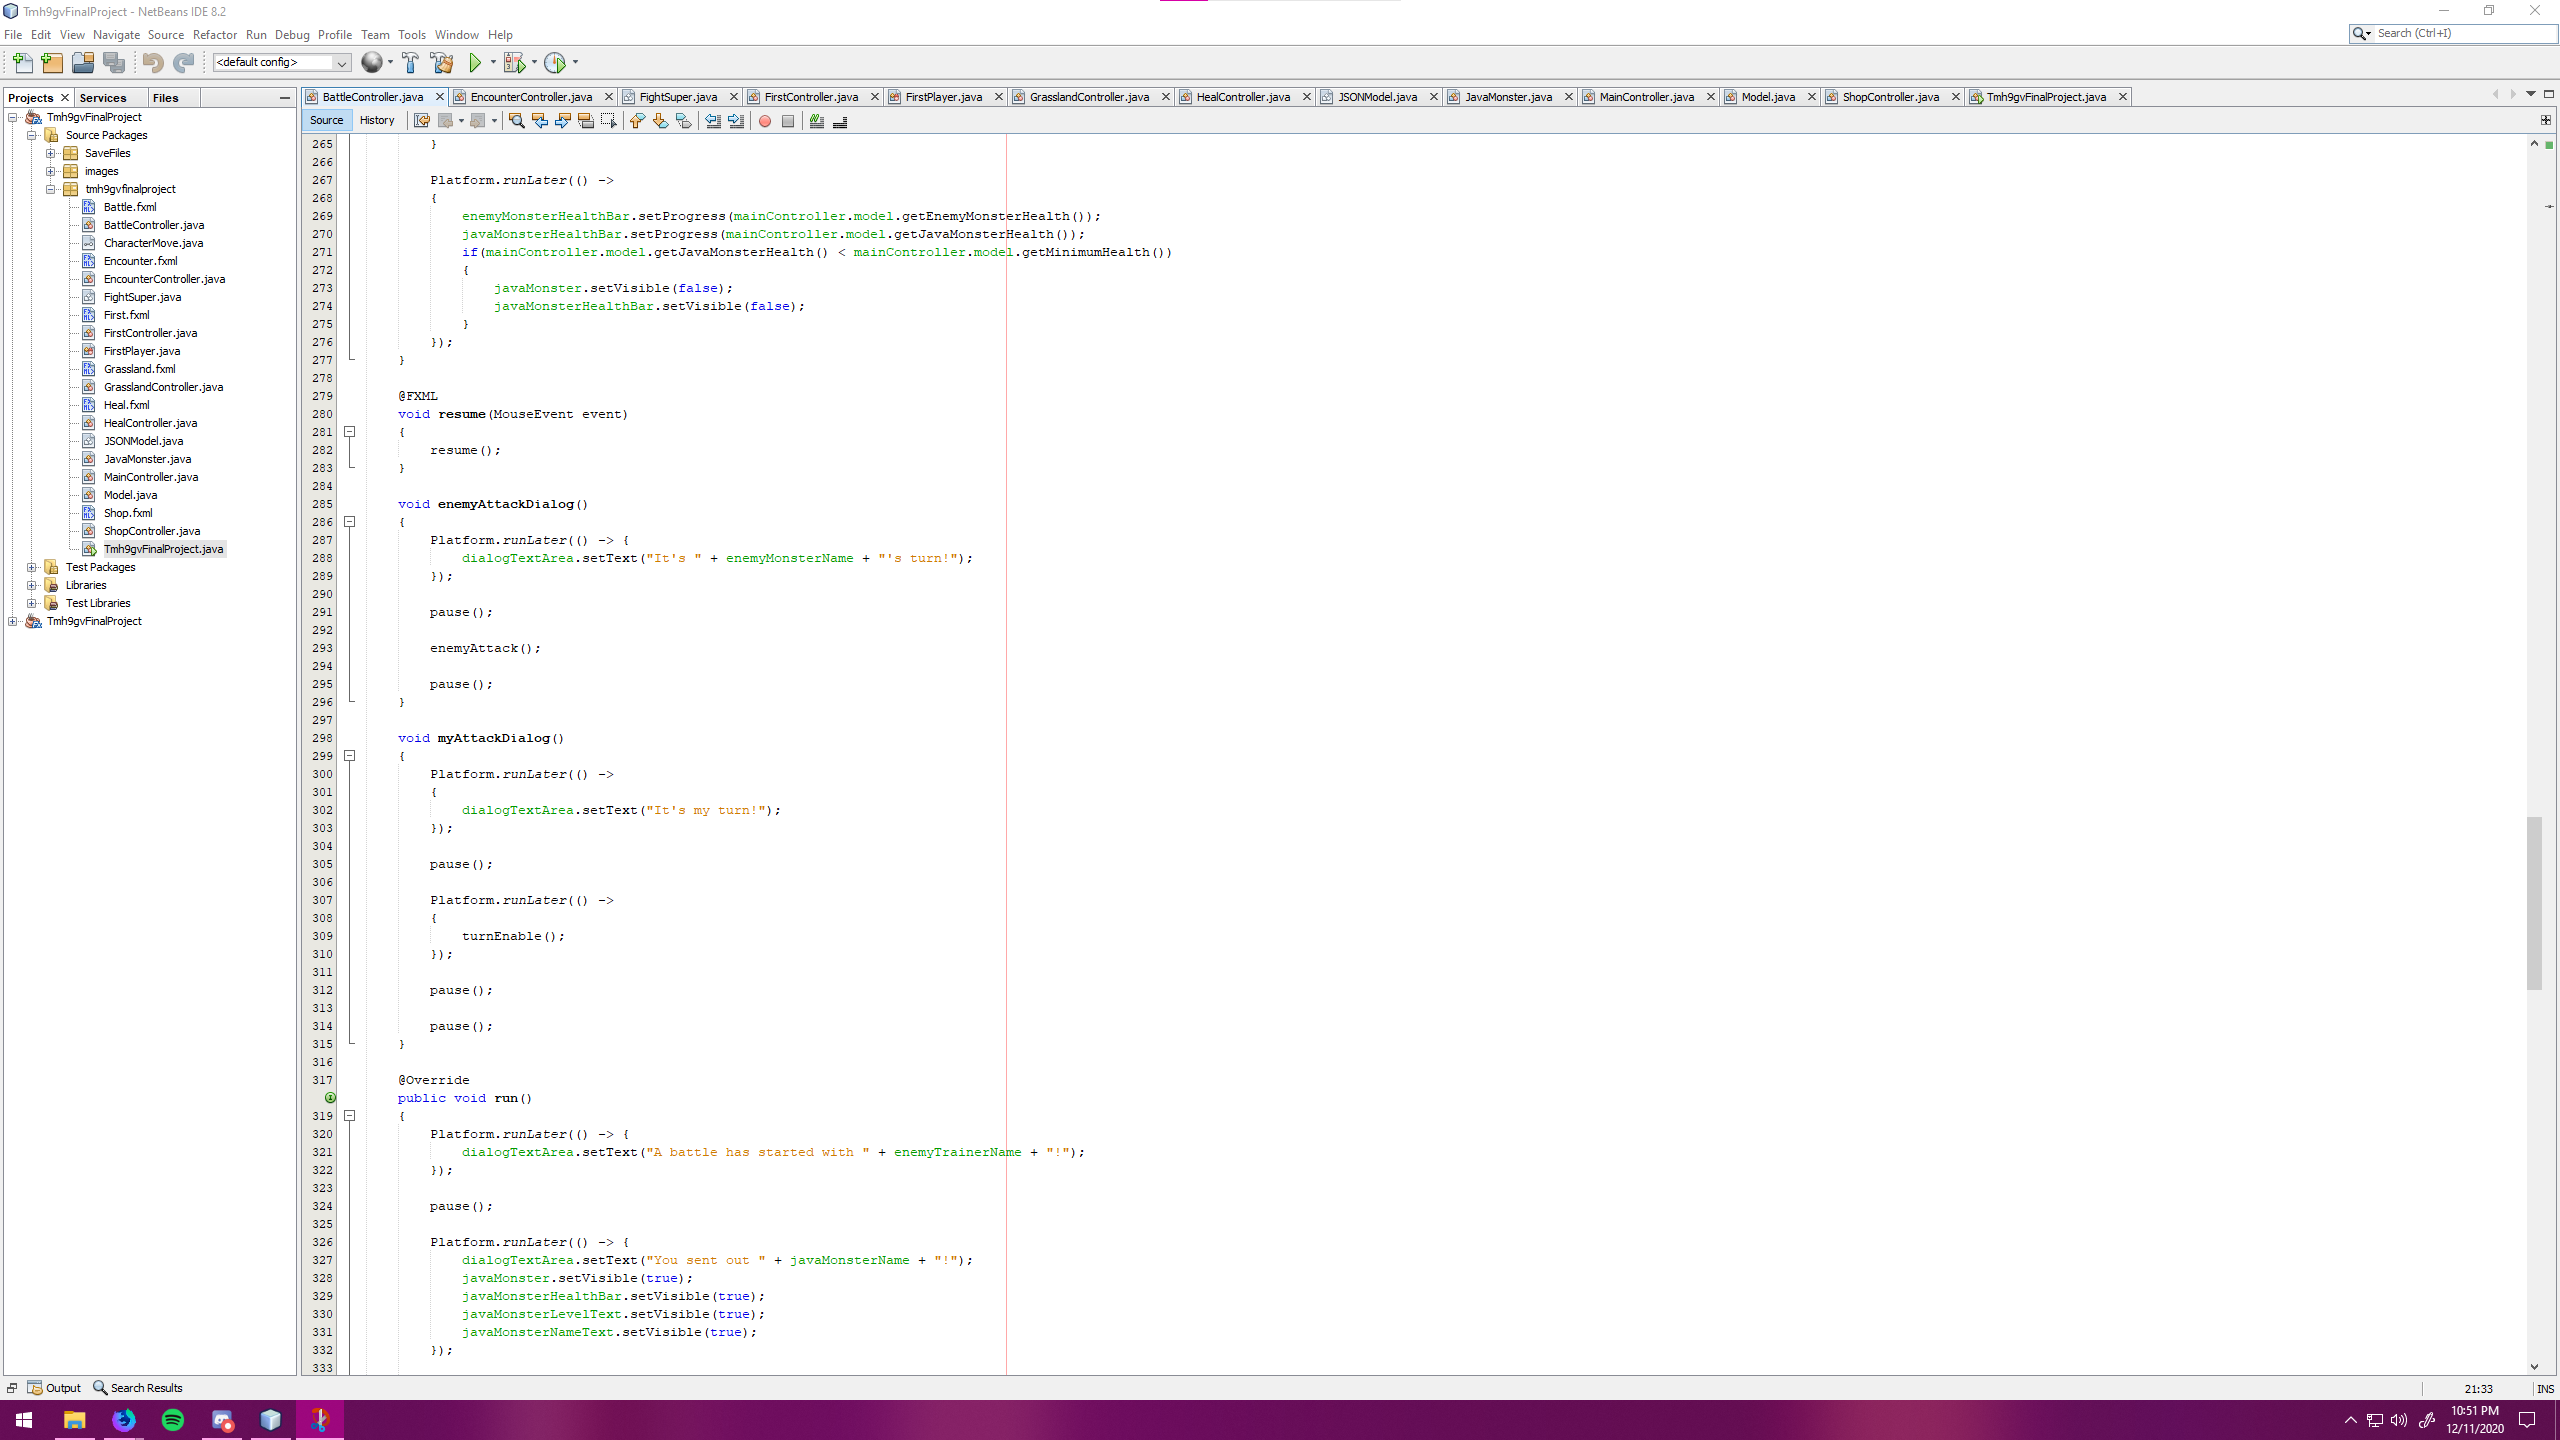 Tmh9gvFinalProject - NetBeans IDE 8.2
File Edit View Navigate Source Refactor Run Debug Profile Team Tools Window Help
Search (Ctrl+I)
<default config>
Projects Services Files
BattleController.java EncounterController.java FightSuper.java FirstController.java FirstPlayer.java GrasslandController.java HealController.java JSONModel.java JavaMonster.java MainController.java Model.java ShopController.java Tmh9gvFinalProject.java
Source History
Tmh9gvFinalProject
Source Packages
SaveFiles
images
tmh9gvfinalproject
Battle.fxml
BattleController.java
CharacterMove.java
Encounter.fxml
EncounterController.java
FightSuper.java
First.fxml
FirstController.java
FirstPlayer.java
Grassland.fxml
GrasslandController.java
Heal.fxml
HealController.java
JSONModel.java
JavaMonster.java
MainController.java
Model.java
Shop.fxml
ShopController.java
Tmh9gvFinalProject.java
Test Packages
Libraries
Test Libraries
Tmh9gvFinalProject
265 }
266
267 Platform.runLater(() ->
268 {
269 enemyMonsterHealthBar.setProgress(mainController.model.getEnemyMonsterHealth());
270 javaMonsterHealthBar.setProgress(mainController.model.getJavaMonsterHealth());
271 if(mainController.model.getJavaMonsterHealth() < mainController.model.getMinimumHealth())
272 {
273 javaMonster.setVisible(false);
274 javaMonsterHealthBar.setVisible(false);
275 }
276 });
277 }
278
279 @FXML
280 void resume(MouseEvent event)
281 {
282 resume();
283 }
284
285 void enemyAttackDialog()
286 {
287 Platform.runLater(() -> {
288 dialogTextArea.setText("It's " + enemyMonsterName + "'s turn!");
289 });
290
291 pause();
292
293 enemyAttack();
294
295 pause();
296 }
297
298 void myAttackDialog()
299 {
300 Platform.runLater(() ->
301 {
302 dialogTextArea.setText("It's my turn!");
303 });
304
305 pause();
306
307 Platform.runLater(() ->
308 {
309 turnEnable();
310 });
311
312 pause();
313
314 pause();
315 }
316
317 @Override
public void run()
319 {
320 Platform.runLater(() -> {
321 dialogTextArea.setText("A battle has started with " + enemyTrainerName + "!");
322 });
323
324 pause();
325
326 Platform.runLater(() -> {
327 dialogTextArea.setText("You sent out " + javaMonsterName + "!");
328 javaMonster.setVisible(true);
329 javaMonsterHealthBar.setVisible(true);
330 javaMonsterLevelText.setVisible(true);
331 javaMonsterNameText.setVisible(true);
332 });
333
Output Search Results
21:33 INS
10:51 PM
12/11/2020